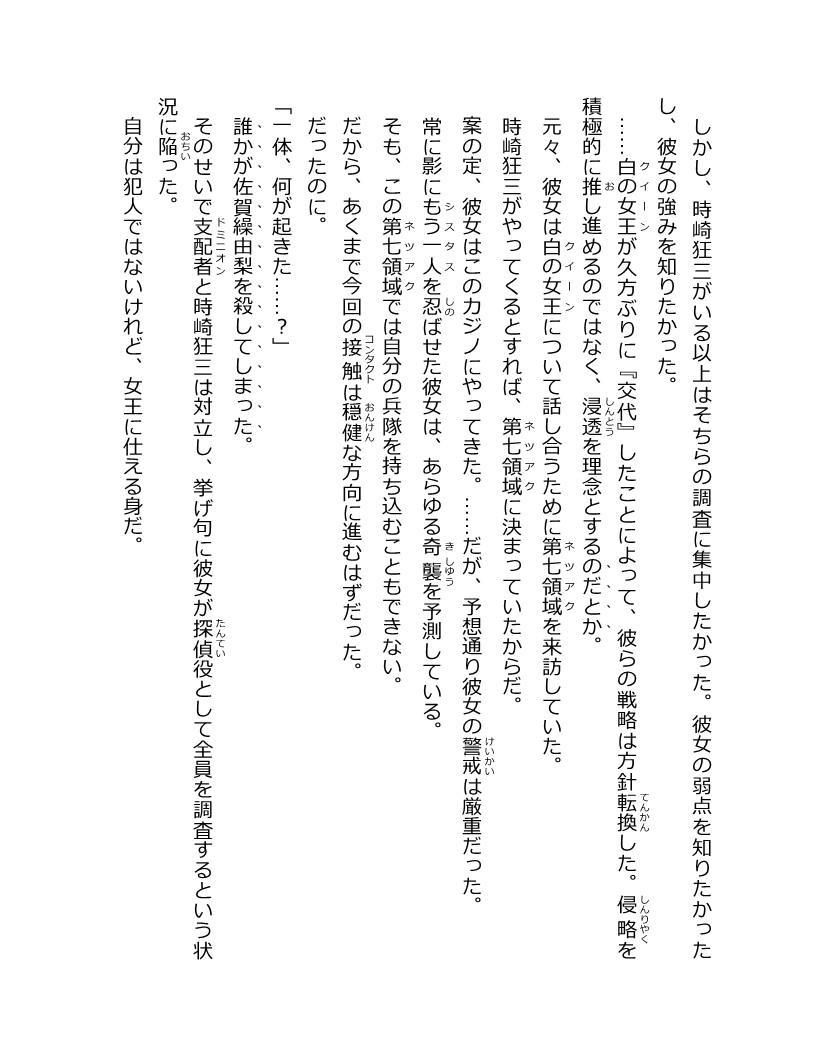 しかし、時崎狂三がいる以上はそちらの調査に集中したかった。彼女の弱点を知りたかった
し、彼女の強みを知りたかった。
……白の女王が久方ぶりに『交代』したことによって、彼らの戦略は方針転換した。侵略を
積極的に推し進めるのではなく、浸透を理念とするのだとか。
元々、彼女は白の女王について話し合うために第七領域を来訪していた。
時崎狂三がやってくるとすれば、第七領域に決まっていたからだ。
案の定、彼女はこのカジノにやってきた。……だが、予想通り彼女の警戒は厳重だった。
常に影にもう一人を忍ばせた彼女は、あらゆる奇襲を予測している。
そも、この第七領域では自分の兵隊を持ち込むこともできない。
だから、あくまで今回の接触は穏健な方向に進むはずだった。
だったのに。
「一体、何が起きた……？」
誰かが佐賀繰由梨を殺してしまった。
そのせいで支配者と時崎狂三は対立し、挙げ句に彼女が探偵役として全員を調査するという状
況に陥った。
自分は犯人ではないけれど、女王に仕える身だ。